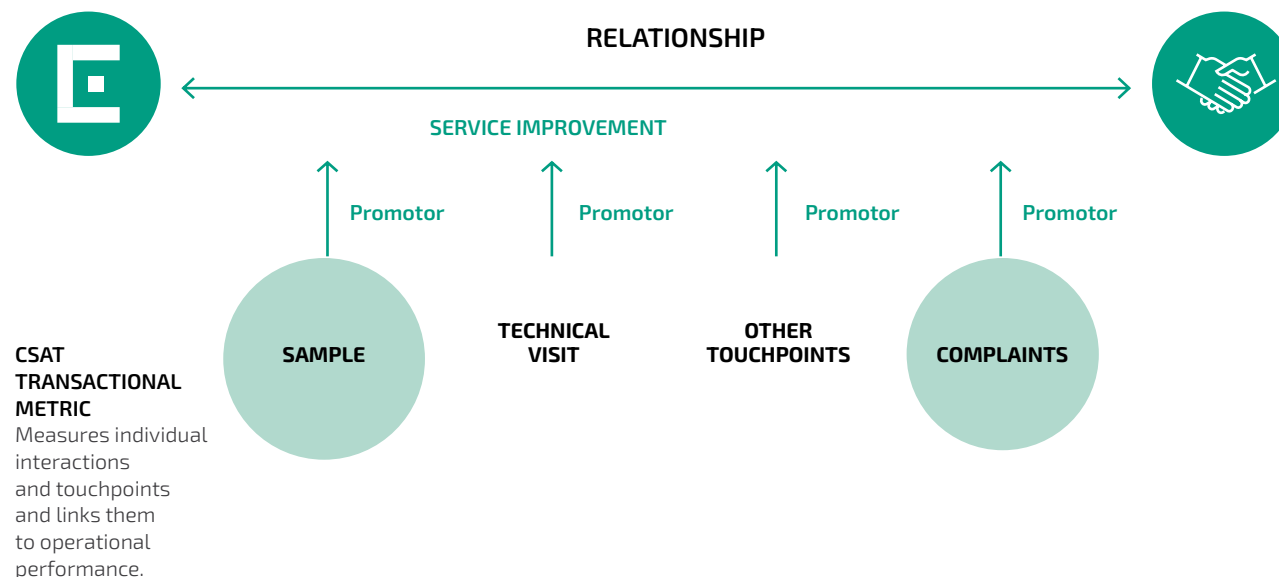 RELATIONSHIP
SERVICE IMPROVEMENT
Promotor
Promotor
Promotor
Promotor
SAMPLE
TECHNICAL
VISIT
OTHER
TOUCHPOINTS
COMPLAINTS
CSAT
TRANSACTIONAL
METRIC
Measures individual
interactions
and touchpoints
and links them
to operational
performance.